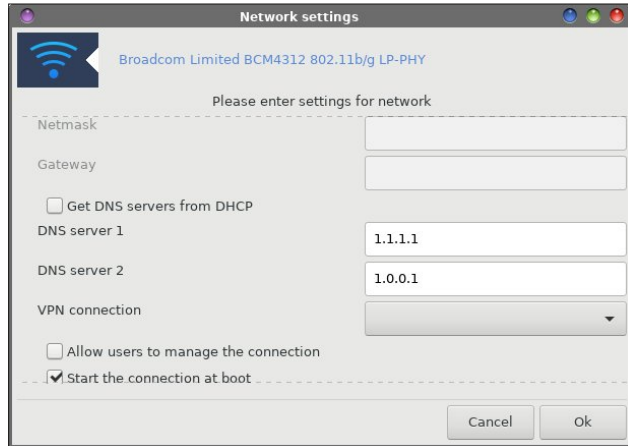 Network settings
Broadcom Limited BCM4312 802.11b/g LP-PHY
Please enter settings for network
Netmask
Gateway
Get DNS servers from DHCP
DNS server 1 1.1.1.1
DNS server 2 1.0.0.1
VPN connection
Allow users to manage the connection
Start the connection at boot
Cancel Ok